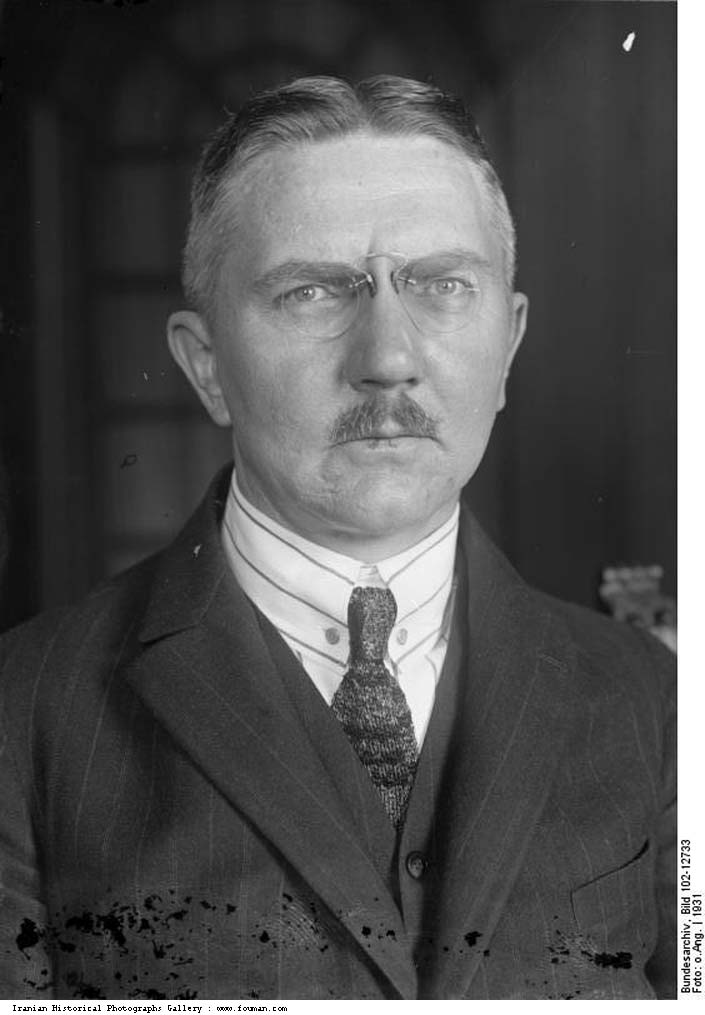 Bundesarchiv, Bild 102-12733
Foto: o.Ang. | 1931
Iranian Historical Photographs Gallery : www.fouman.com